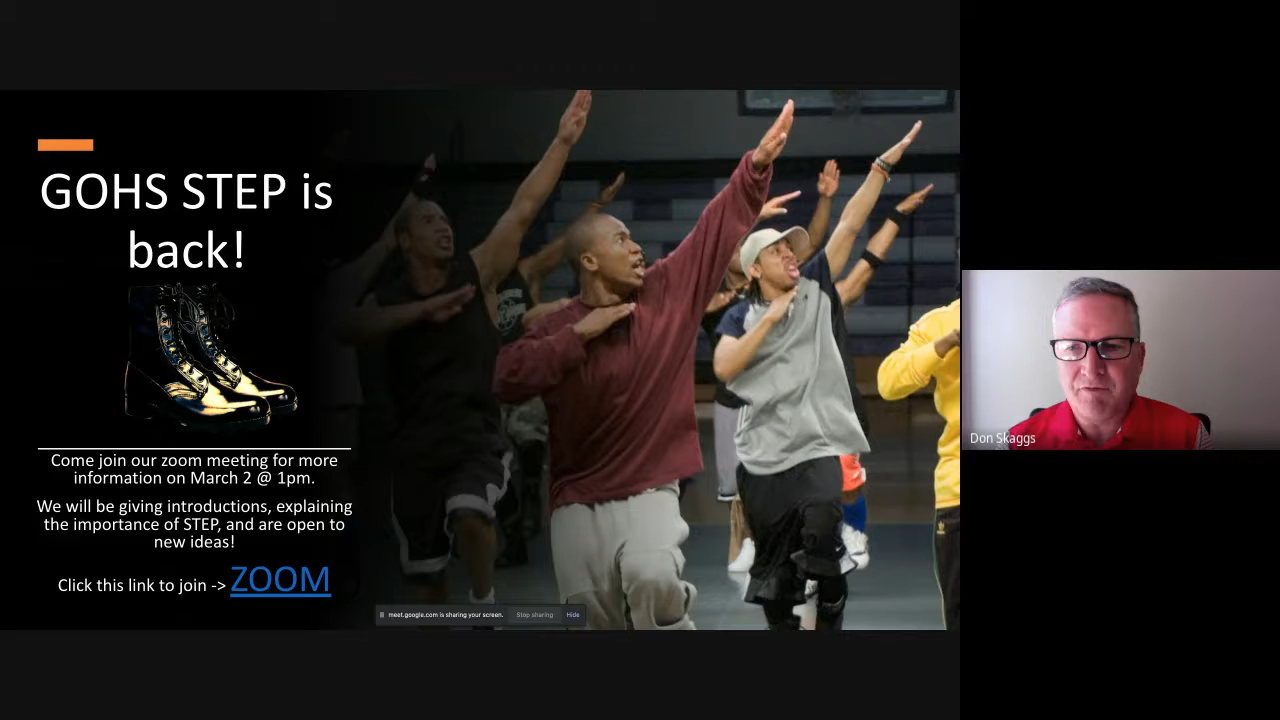 GOHS STEP is
back!
Come join our zoom meeting for more
information on March 2 @ 1pm.
We will be giving introductions, explaining
the importance of STEP, and are open to
new ideas!
Click this link to join -> ZOOM
meet.google.com is sharing your screen. Stop sharing Hide
Don Skaggs